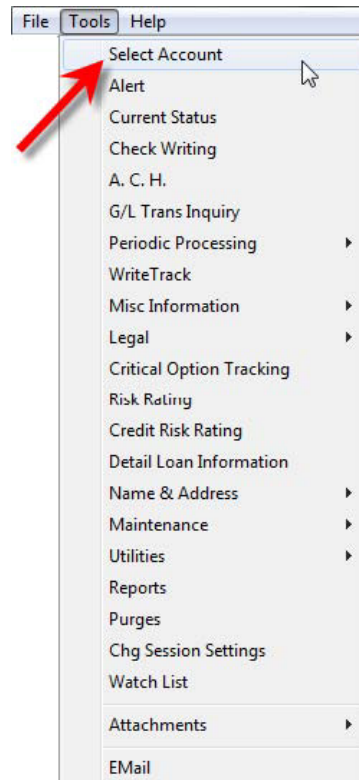 File Tools Help
Select Account
Alert
Current Status
Check Writing
A. C. H.
G/L Trans Inquiry
Periodic Processing
WriteTrack
Misc Information
Legal
Critical Option Tracking
Risk Rating
Credit Risk Rating
Detail Loan Information
Name & Address
Maintenance
Utilities
Reports
Purges
Chg Session Settings
Watch List
Attachments
EMail